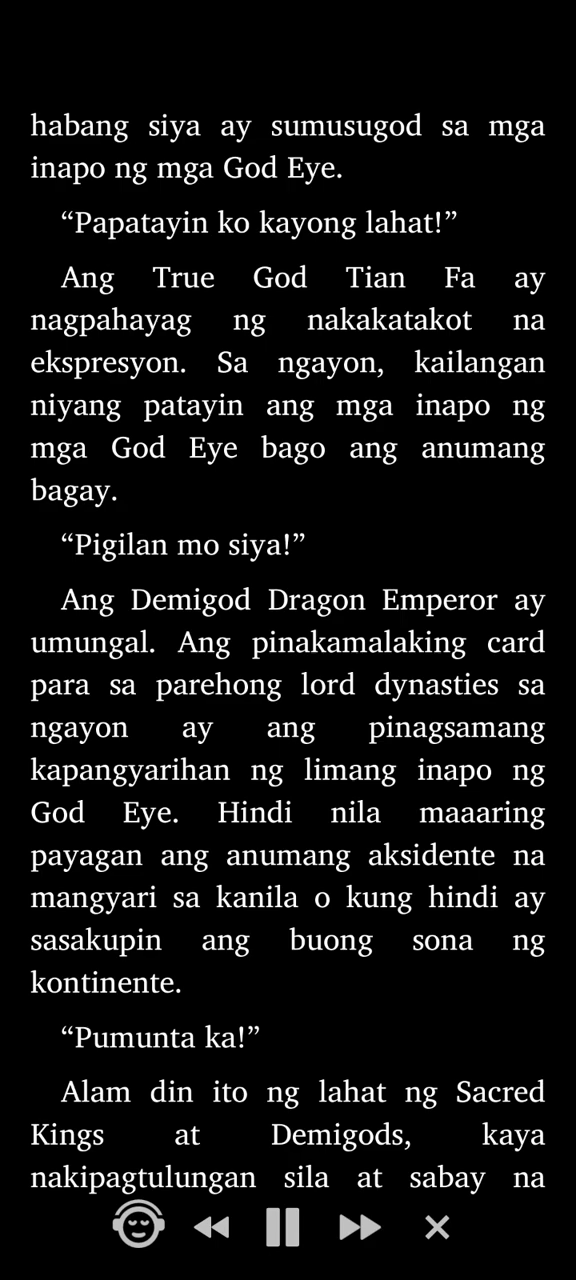 habang siya ay sumusugod sa mga
inapo ng mga God Eye.
“Papatayin ko kayong lahat!”
Ang True God Tian Fa ay
nagpahayag ng nakakatakot na
ekspresyon. Sa ngayon, kailangan
niyang patayin ang mga inapo ng
mga God Eye bago ang anumang
bagay.
“Pigilan mo siya!”
Ang Demigod Dragon Emperor ay
umungal. Ang pinakamalaking card
para sa parehong lord dynasties sa
ngayon ay ang pinagsamang
kapangyarihan ng limang inapo ng
God Eye. Hindi nila maaaring
payagan ang anumang aksidente na
mangyari sa kanila o kung hindi ay
sasakupin ang buong sona ng
kontinente.
“Pumunta ka!”
Alam din ito ng lahat ng Sacred
Kings at Demigods, kaya
nakipagtulungan sila at sabay na